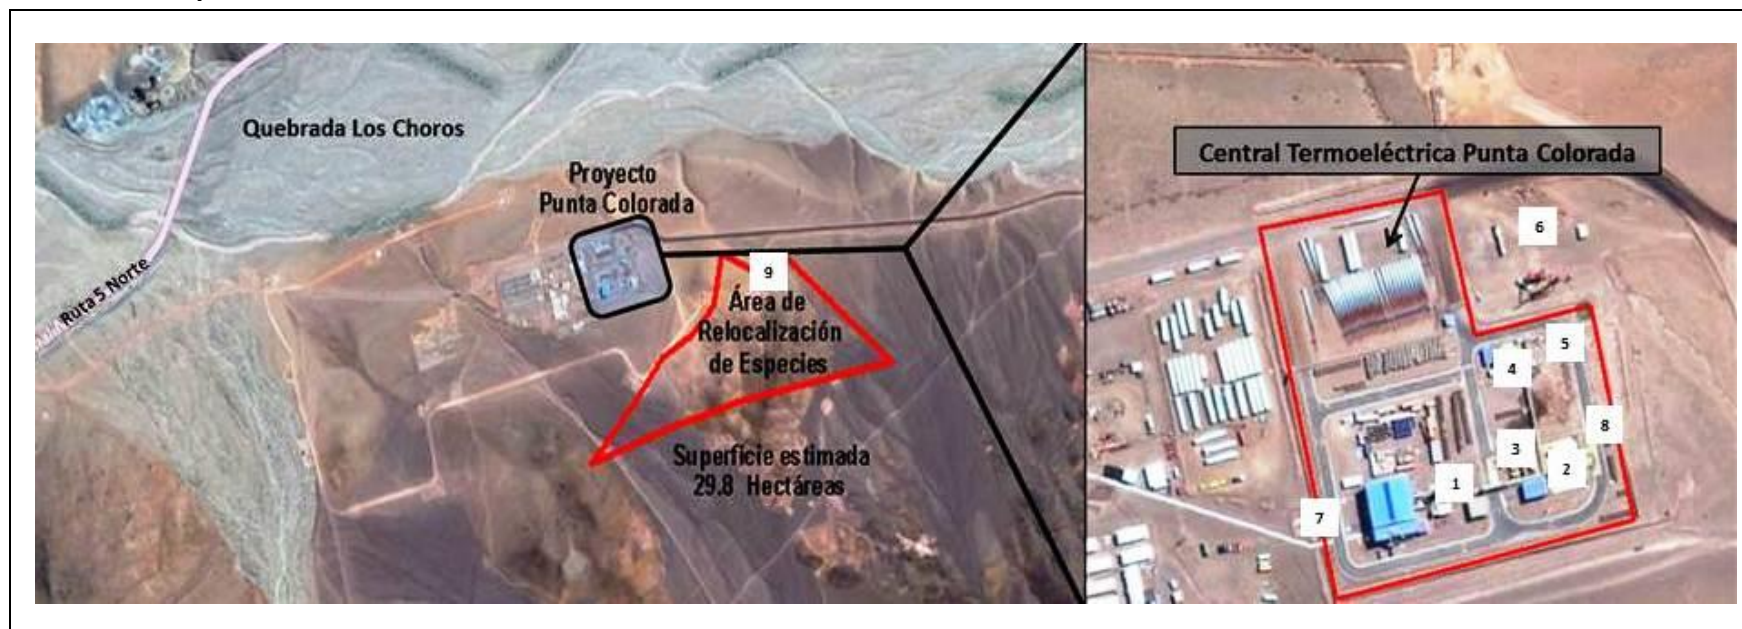 Quebrada Los Choros
Proyecto
Punta Colorada
Ruta 5 Norte
9
Área de
Relocalización
de Especies
Superficie estimada
29.8 Hectáreas
Central Termoeléctrica Punta Colorada
6
5
4
8
3
2
1
7